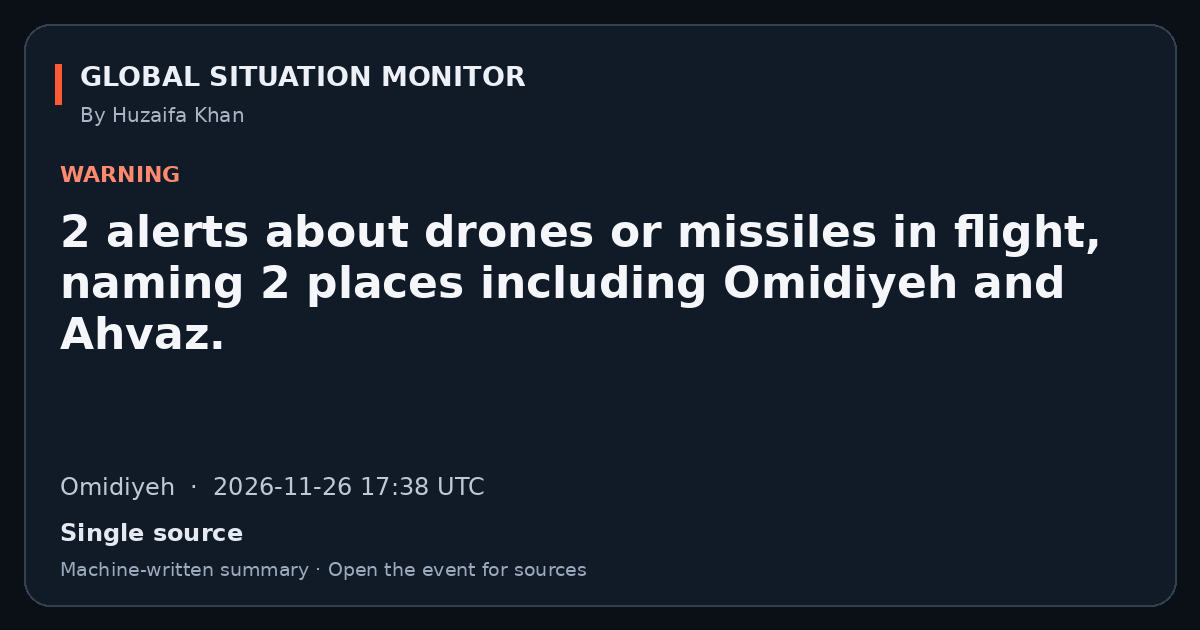 GLOBAL SITUATION MONITOR
By Huzaifa Khan
WARNING
2 alerts about drones or missiles in flight,
naming 2 places including Omidiyeh and
Ahvaz.
Omidiyeh · 2026-11-26 17:38 UTC
Single source
Machine-written summary · Open the event for sources